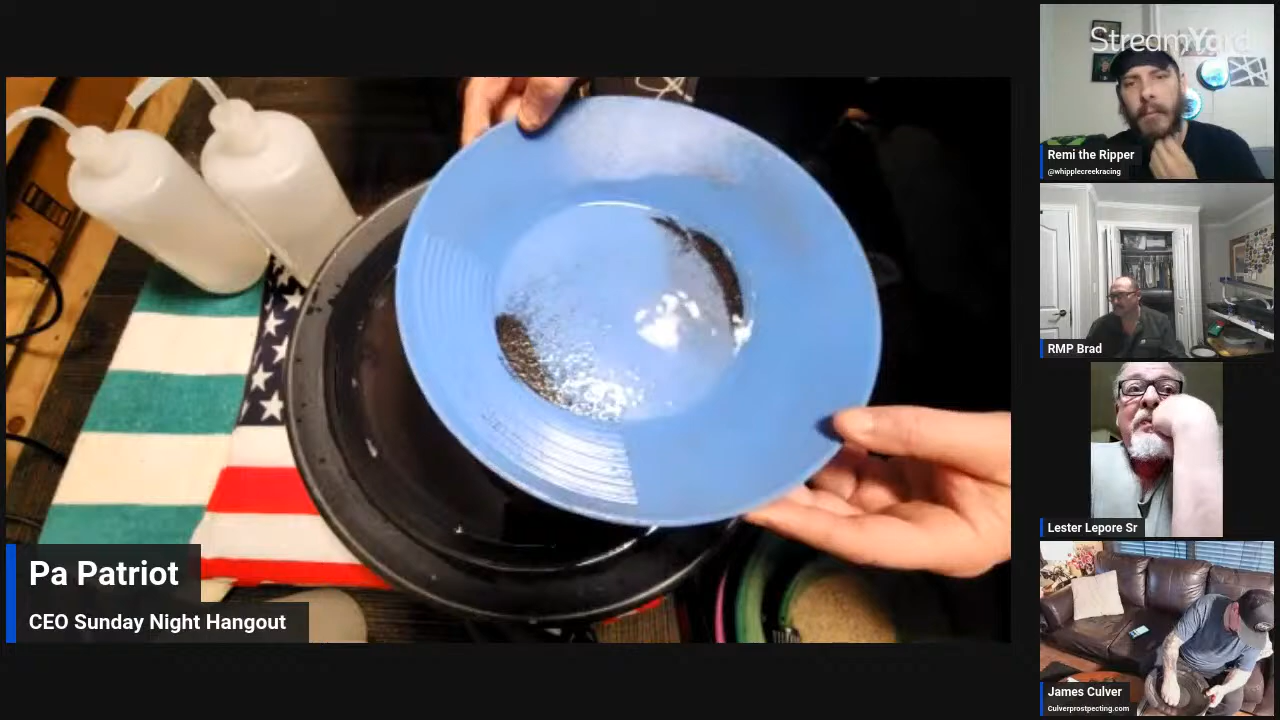 StreamYard
Remi the Ripper
@whipplecreekracing
RMP Brad
Lester Lepore Sr
James Culver
Culverprostpecting.com
Pa Patriot
CEO Sunday Night Hangout